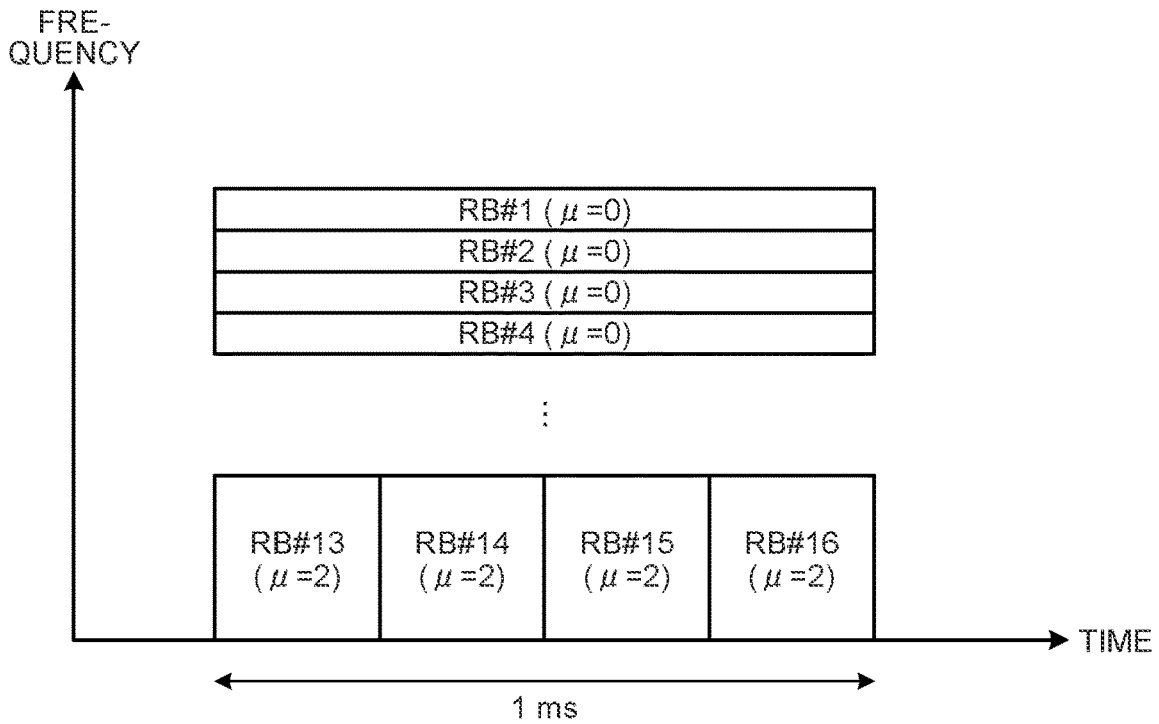 FRE-
QUENCY
RB#1 ( μ =0)
RB#2 ( μ =0)
RB#3 ( μ =0)
RB#4 ( μ =0)
⋮
RB#13
( μ =2)
RB#14
( μ =2)
RB#15
( μ =2)
RB#16
( μ =2)
TIME
1 ms